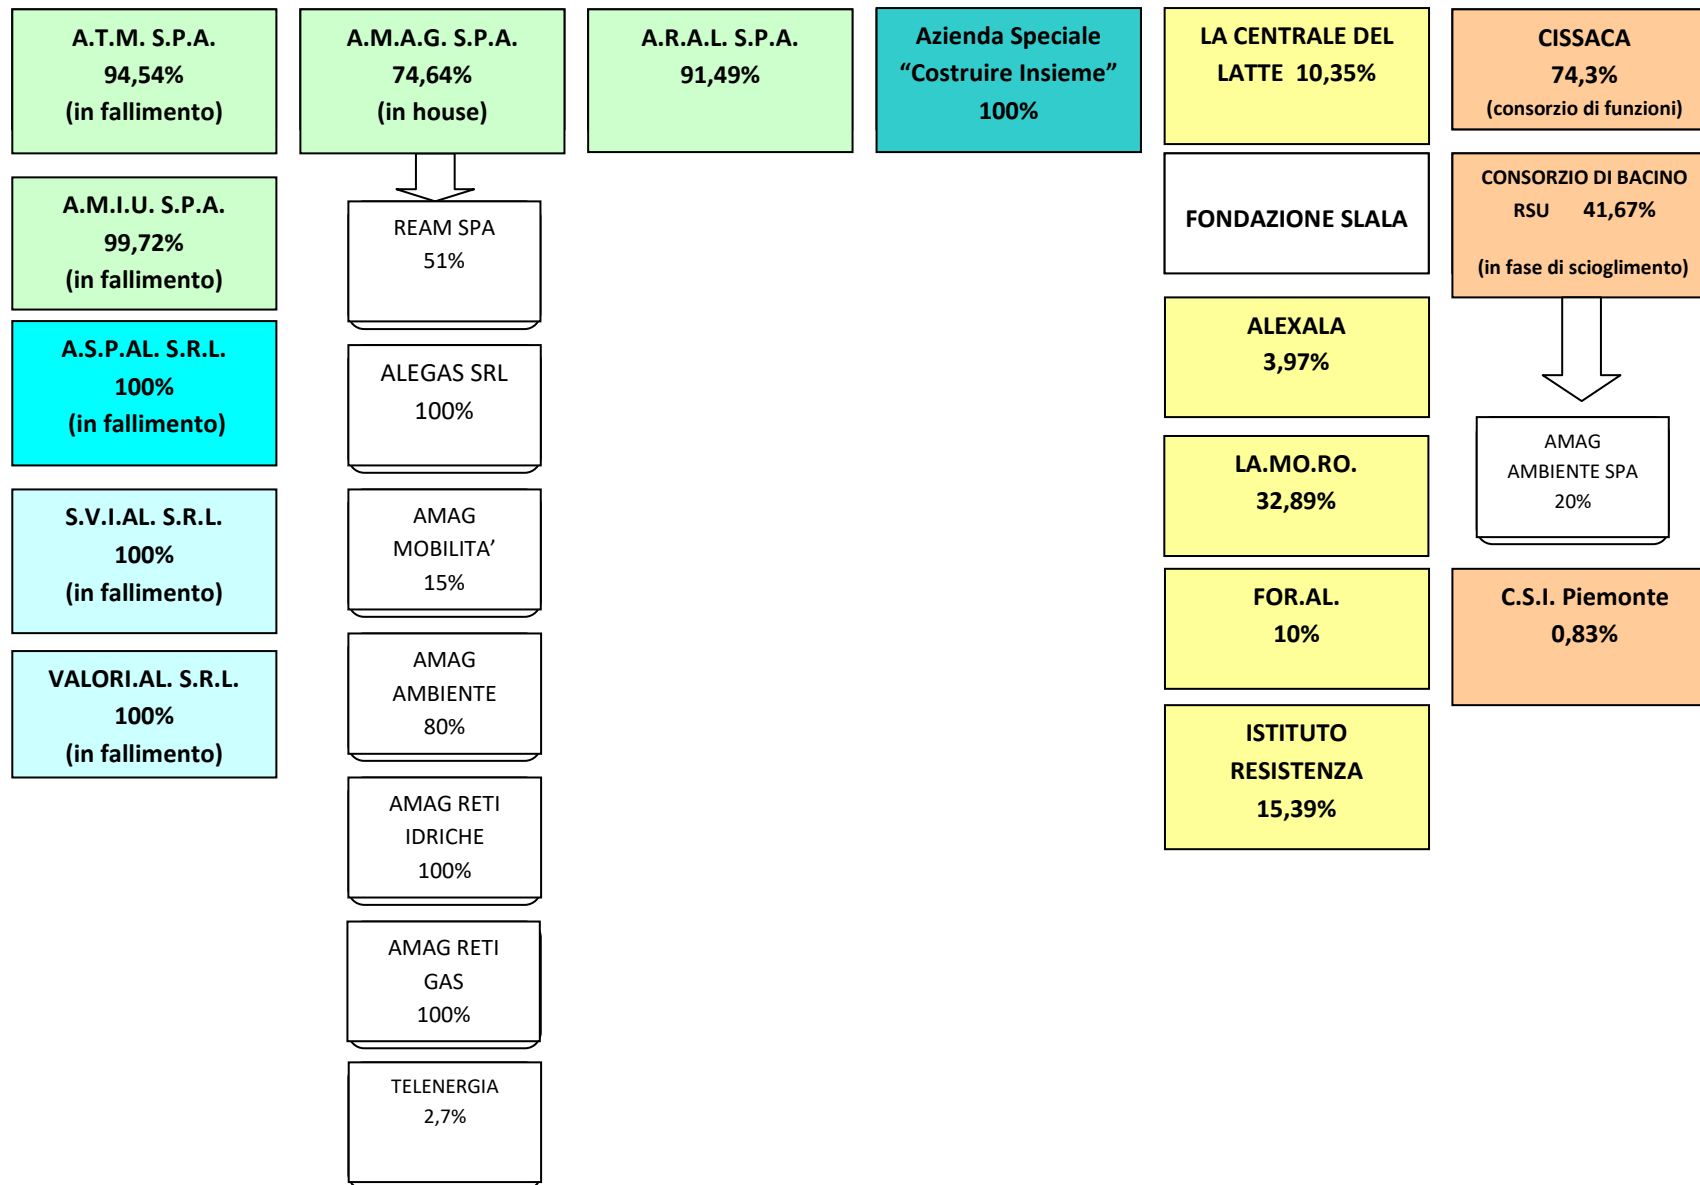 A.T.M. S.P.A.
94,54%
(in fallimento)
A.M.I.U. S.P.A.
99,72%
(in fallimento)
A.S.P.AL. S.R.L.
100%
(in fallimento)
S.V.I.AL. S.R.L.
100%
(in fallimento)
VALORI.AL. S.R.L.
100%
(in fallimento)
A.M.A.G. S.P.A.
74,64%
(in house)
REAM SPA
51%
ALEGAS SRL
100%
AMAG
MOBILITA’
15%
AMAG
AMBIENTE
80%
AMAG RETI
IDRICHE
100%
AMAG RETI
GAS
100%
TELENERGIA
2,7%
A.R.A.L. S.P.A.
91,49%
Azienda Speciale
“Costruire Insieme”
100%
LA CENTRALE DEL
LATTE 10,35%
FONDAZIONE SLALA
ALEXALA
3,97%
LA.MO.RO.
32,89%
FOR.AL.
10%
ISTITUTO
RESISTENZA
15,39%
CISSACA
74,3%
(consorzio di funzioni)
CONSORZIO DI BACINO
RSU 41,67%
(in fase di scioglimento)
AMAG
AMBIENTE SPA
20%
C.S.I. Piemonte
0,83%